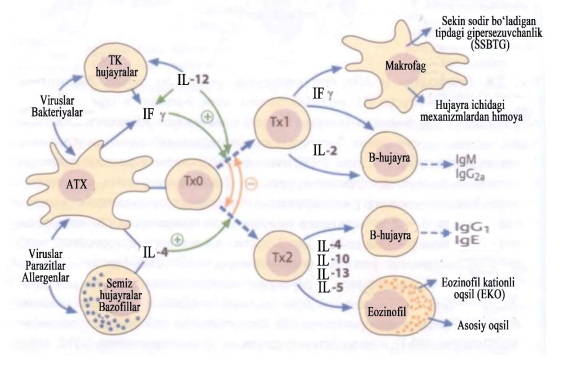 Sekin sodir bo‘ladigan
tipdagi gipersezuvchanlik
(SSBTG)
TK
hujayralar
IL-12
Makrofag
Viruslar
Bakteriyalar
IF γ
IF γ
Tx1
Hujayra ichidagi
mexanizmlardan himoya
IL-2
B-hujayra
IgM
IgG2a
ATX
Tx0
Viruslar
Parazitlar
Allergenlar
IL-4
Semiz
hujayralar
Bazofillar
Tx2
IL-4
IL-10
IL-13
IL-5
B-hujayra
IgG1
IgE
Eozinofil
Eozinofil kationli
oqsil (EKO)
Asosiy oqsil